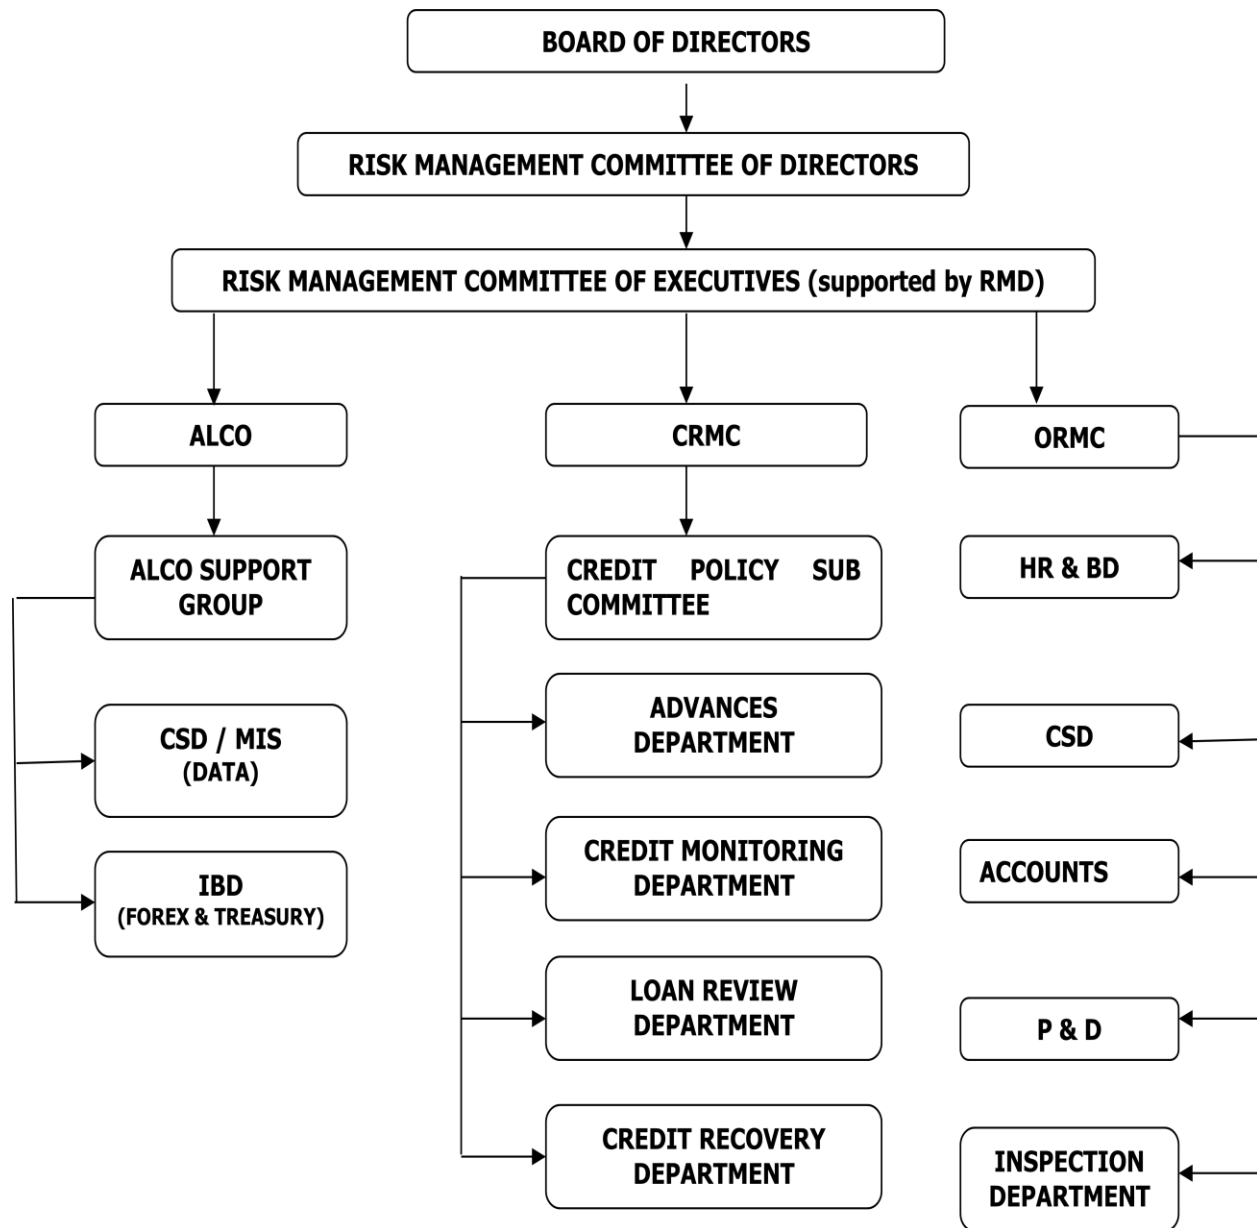 BOARD OF DIRECTORS
RISK MANAGEMENT COMMITTEE OF DIRECTORS
RISK MANAGEMENT COMMITTEE OF EXECUTIVES (supported by RMD)
ALCO
CRMC
ORMC
ALCO SUPPORT
GROUP
CREDIT POLICY SUB
COMMITTEE
HR & BD
CSD / MIS
(DATA)
ADVANCES
DEPARTMENT
CSD
IBD
(FOREX & TREASURY)
CREDIT MONITORING
DEPARTMENT
ACCOUNTS
LOAN REVIEW
DEPARTMENT
P & D
CREDIT RECOVERY
DEPARTMENT
INSPECTION
DEPARTMENT